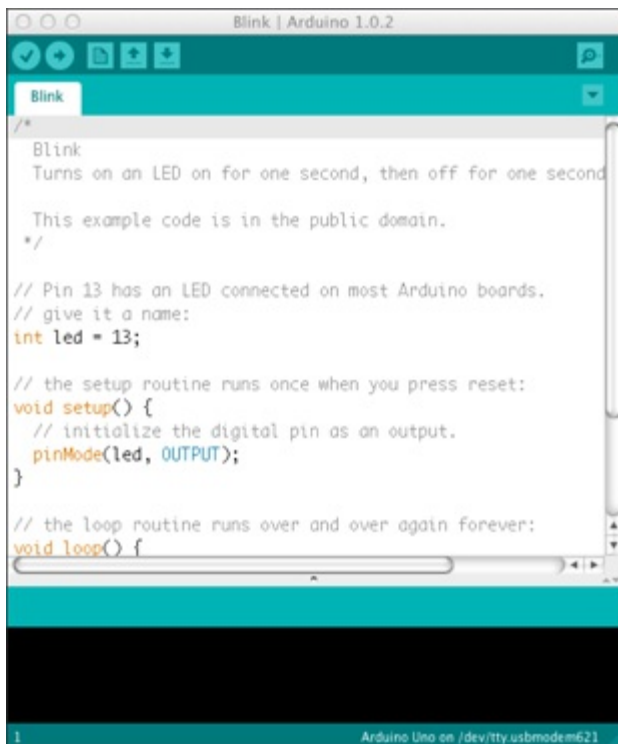 Blink | Arduino 1.0.2
Blink
/*
  Blink
  Turns on an LED on for one second, then off for one second

  This example code is in the public domain.
 */

// Pin 13 has an LED connected on most Arduino boards.
// give it a name:
int led = 13;

// the setup routine runs once when you press reset:
void setup() {
  // initialize the digital pin as an output.
  pinMode(led, OUTPUT);
}

// the loop routine runs over and over again forever:
void loop() {
1
Arduino Uno on /dev/tty.usbmodem621